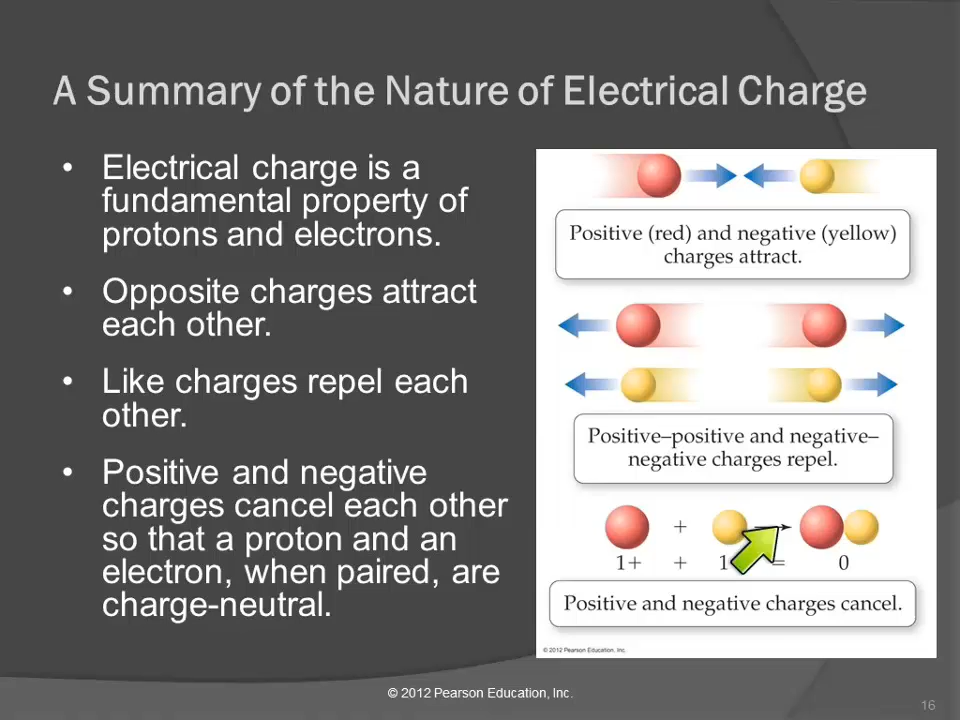 A Summary of the Nature of Electrical Charge
• Electrical charge is a
fundamental property of
protons and electrons.
• Opposite charges attract
each other.
• Like charges repel each
other.
• Positive and negative
charges cancel each other
so that a proton and an
electron, when paired, are
charge-neutral.
Positive (red) and negative (yellow)
charges attract.
Positive–positive and negative–
negative charges repel.
+
1+ + 1 = 0
Positive and negative charges cancel.
© 2012 Pearson Education, Inc.
© 2012 Pearson Education, Inc.
16